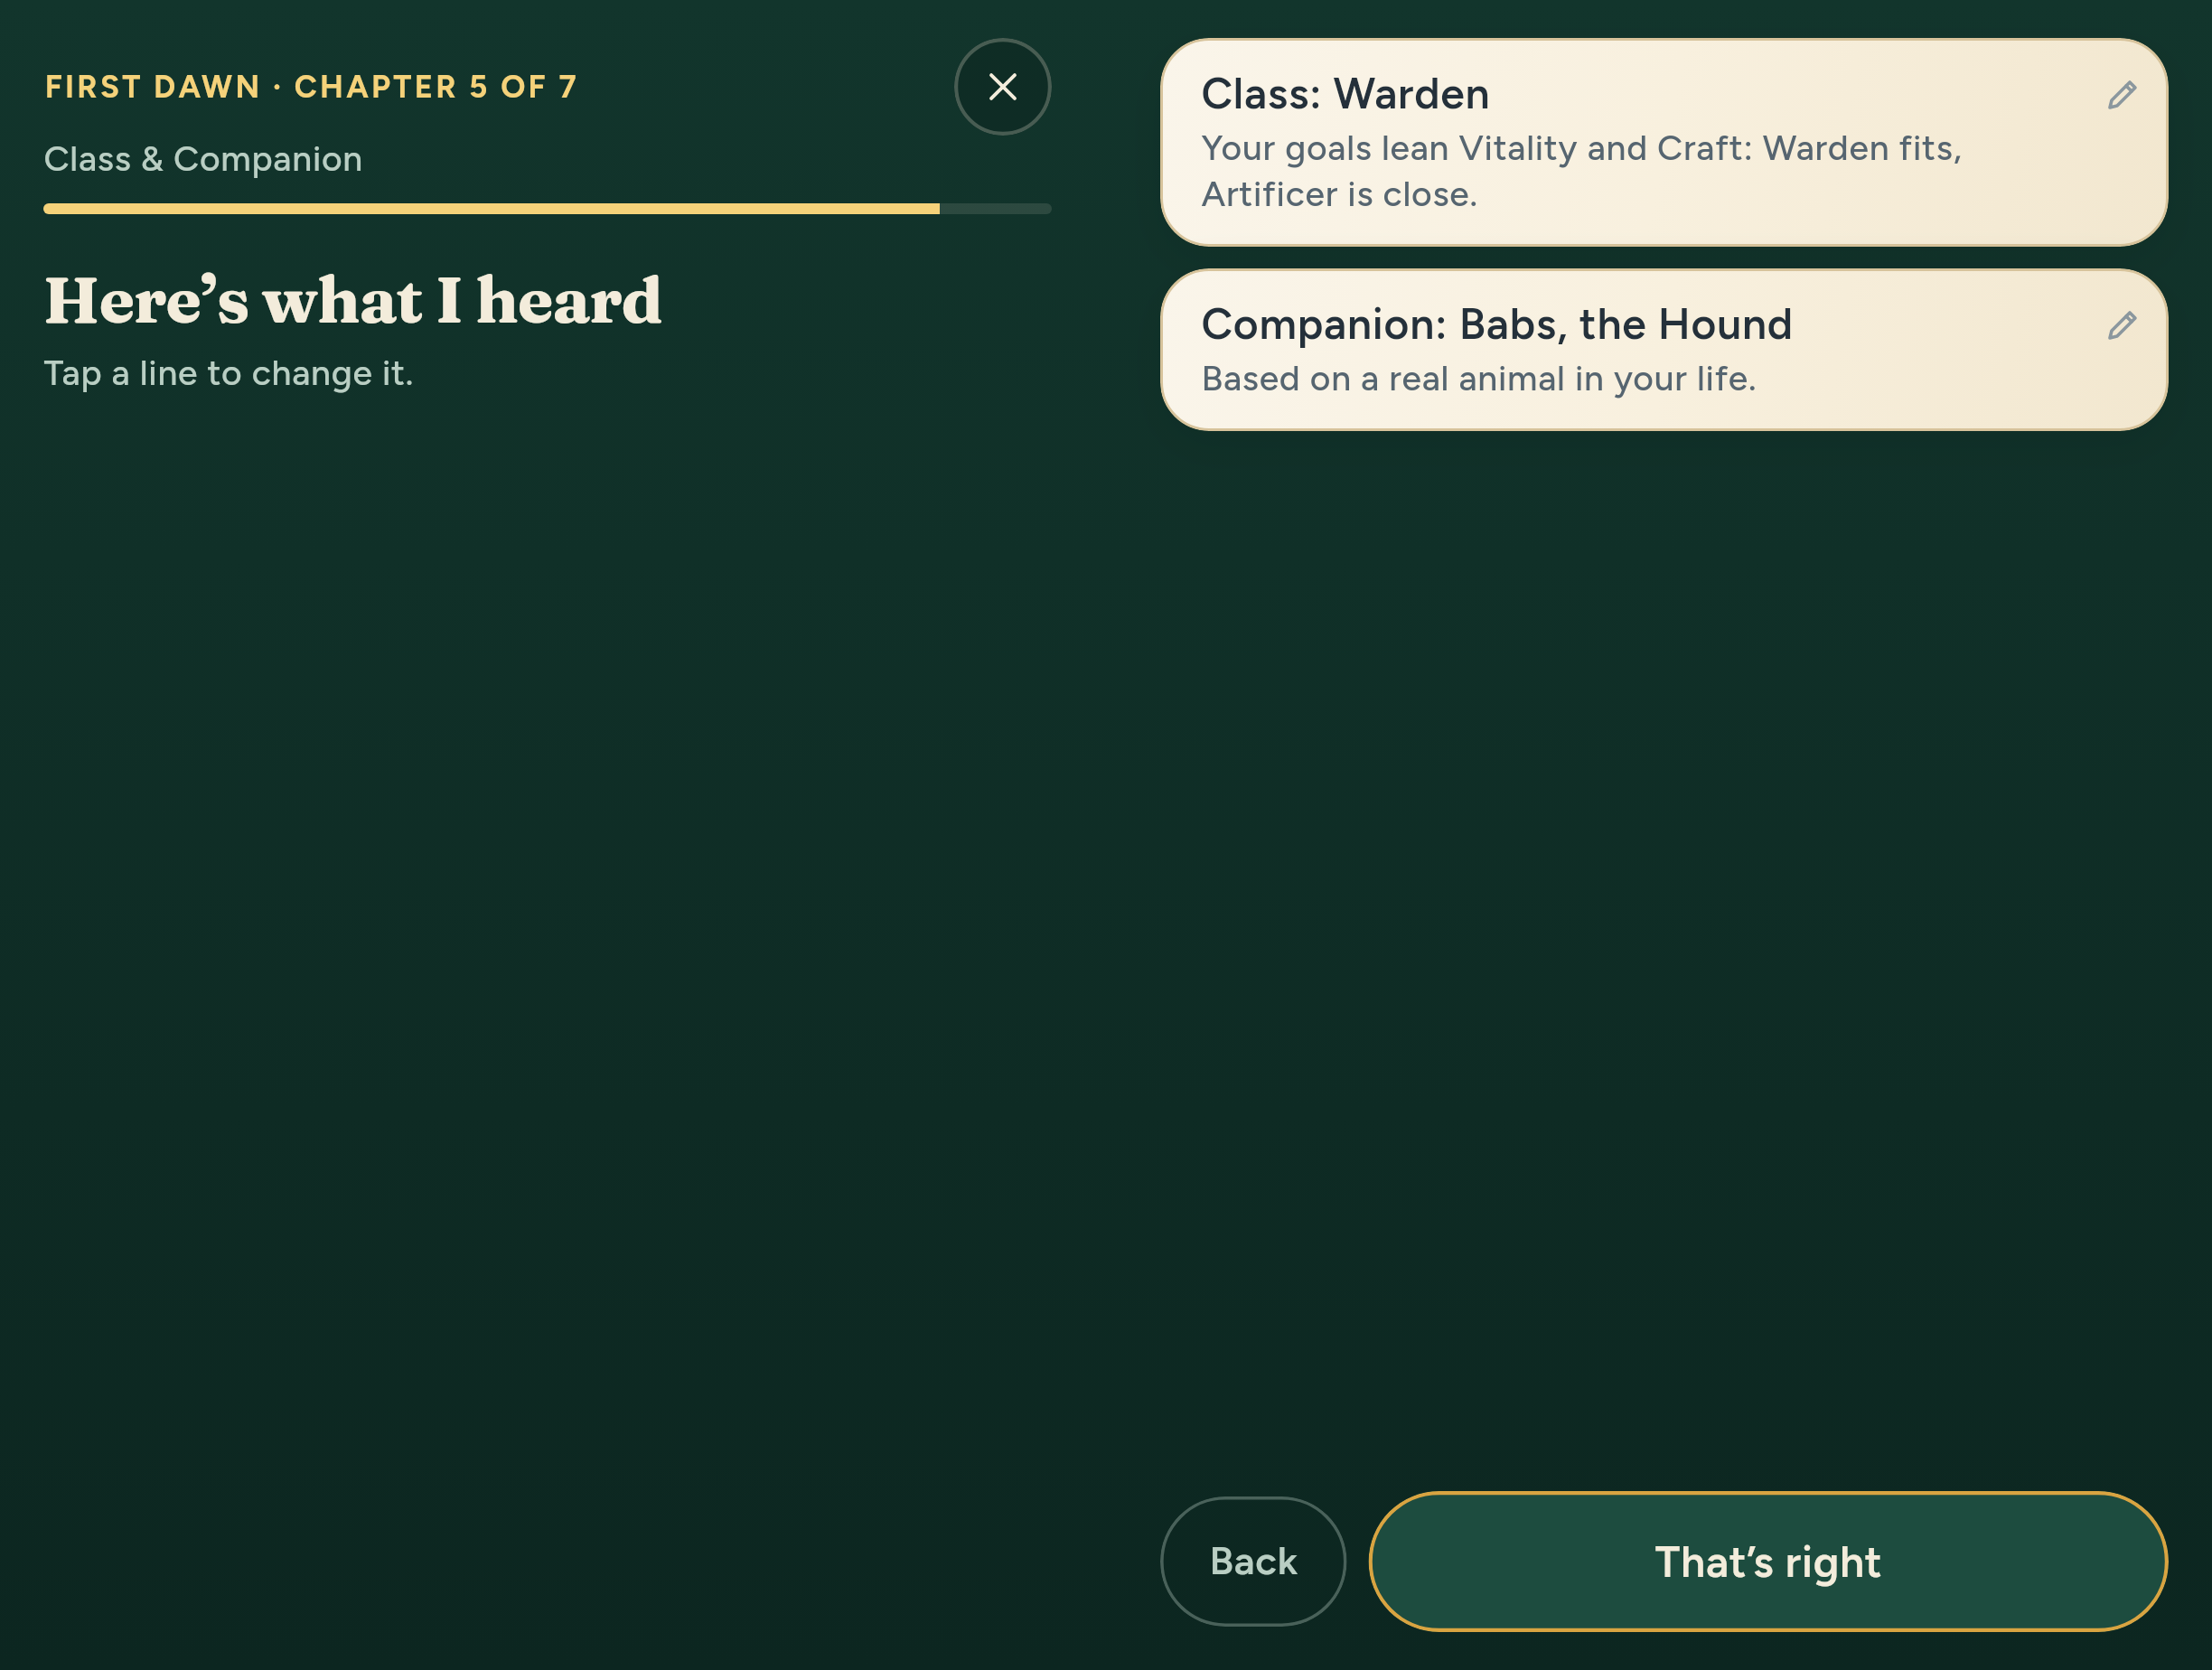 FIRST DAWN · CHAPTER 5 OF 7
Class & Companion
Here’s what I heard
Tap a line to change it.
Class: Warden
Your goals lean Vitality and Craft: Warden fits,
Artificer is close.
Companion: Babs, the Hound
Based on a real animal in your life.
Back
That’s right